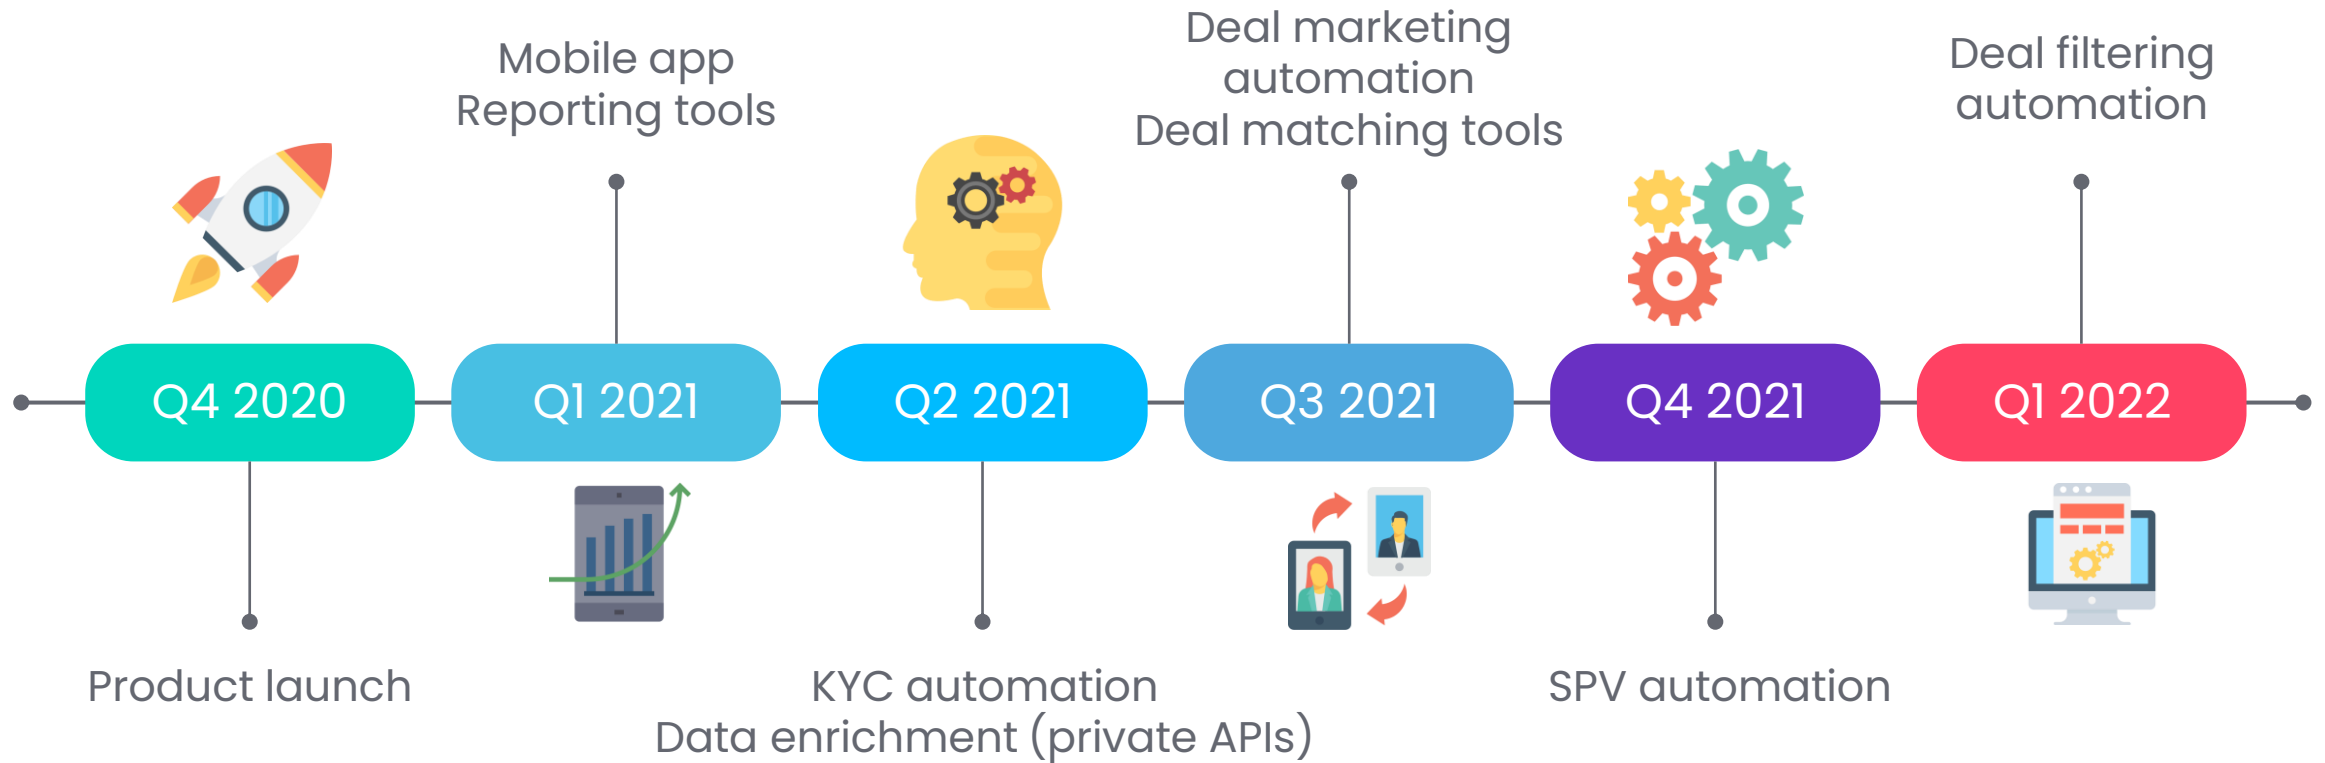 Mobile app
Reporting tools
Deal marketing
automation
Deal matching tools
Deal filtering
automation
Q4 2020
Q1 2021
Q2 2021
Q3 2021
Q4 2021
Q1 2022
Product launch
KYC automation
Data enrichment (private APIs)
SPV automation